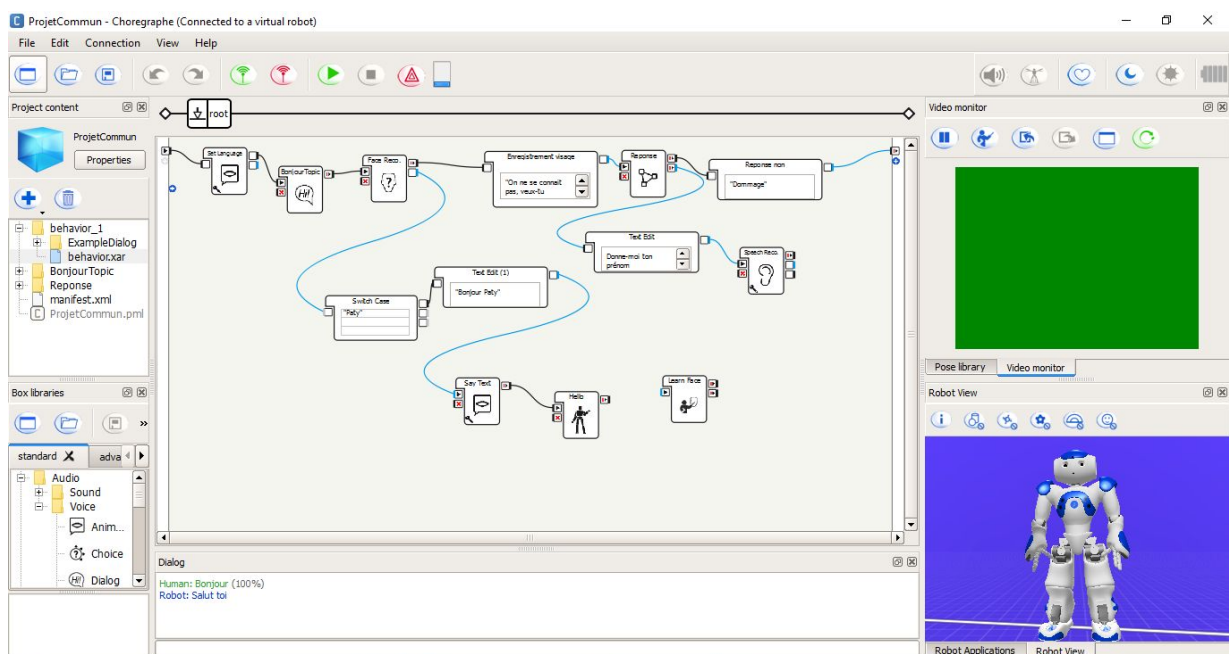 ProjetCommun - Choregraphe (Connected to a virtual robot)
File Edit Connection View Help
Project content
ProjetCommun
Properties
behavior_1
ExampleDialog
behavior.xar
BonjourTopic
Reponse
manifest.xml
ProjetCommun.pml
Box libraries
standard adva
Audio
Sound
Voice
Anim...
Choice
Dialog
root
Set Language
BonjourTopic
Face Reco.
Enregistrement visage
"On ne se connait
pas, veux-tu
Reponse
Reponse non
"Dommage"
Text Edit
Donne-moi ton
prénom
Speech Reco.
Text Edit (1)
"Bonjour Paty"
Switch Case
"Paty"
Say Text
Hello
Learn Face
Dialog
Human: Bonjour (100%)
Robot: Salut toi
Video monitor
Pose library Video monitor
Robot View
Robot Applications Robot View